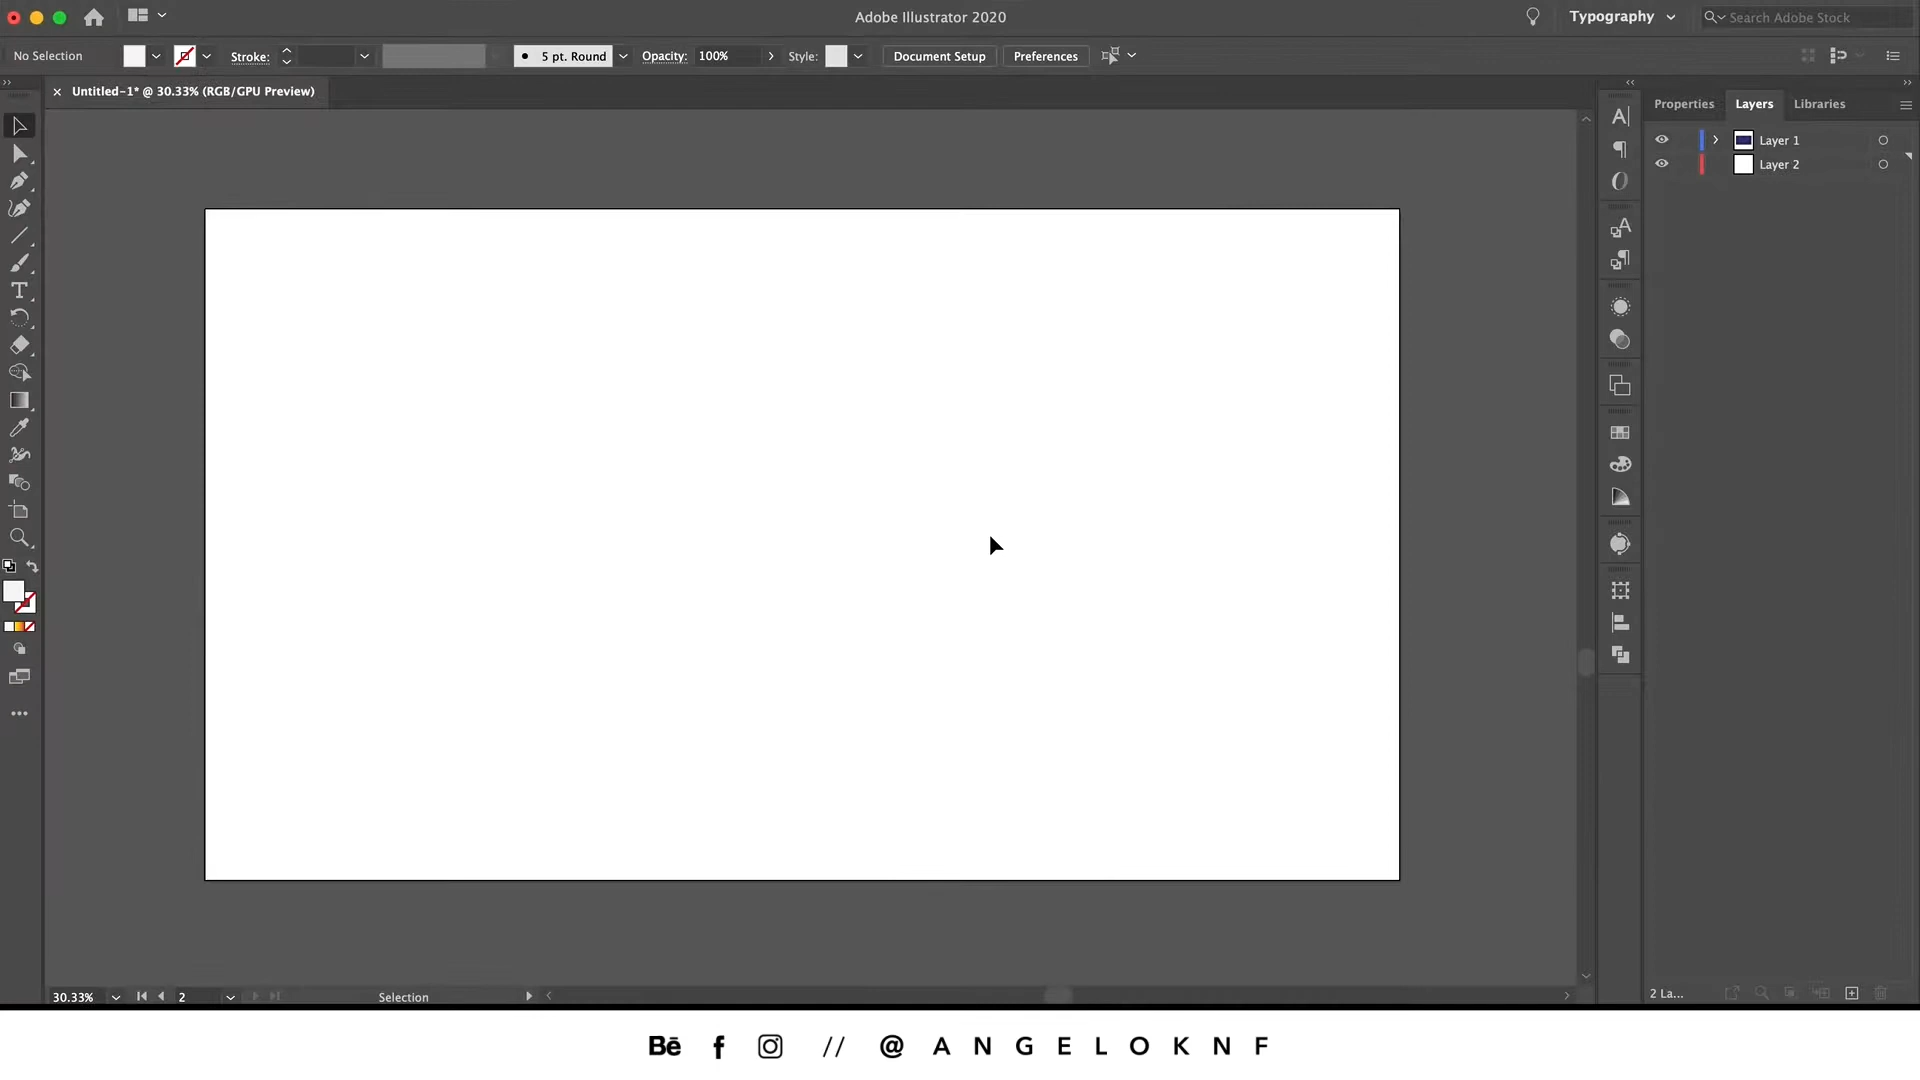 Adobe Illustrator 2020
Typography
Search Adobe Stock
No Selection
Stroke:
5 pt. Round
Opacity: 100%
Style:
Document Setup
Preferences
× Untitled-1* @ 30.33% (RGB/GPU Preview)
Properties
Layers
Libraries
Layer 1
Layer 2
30.33%
2
Selection
2 La...
Bē f // @ANGELOKNF